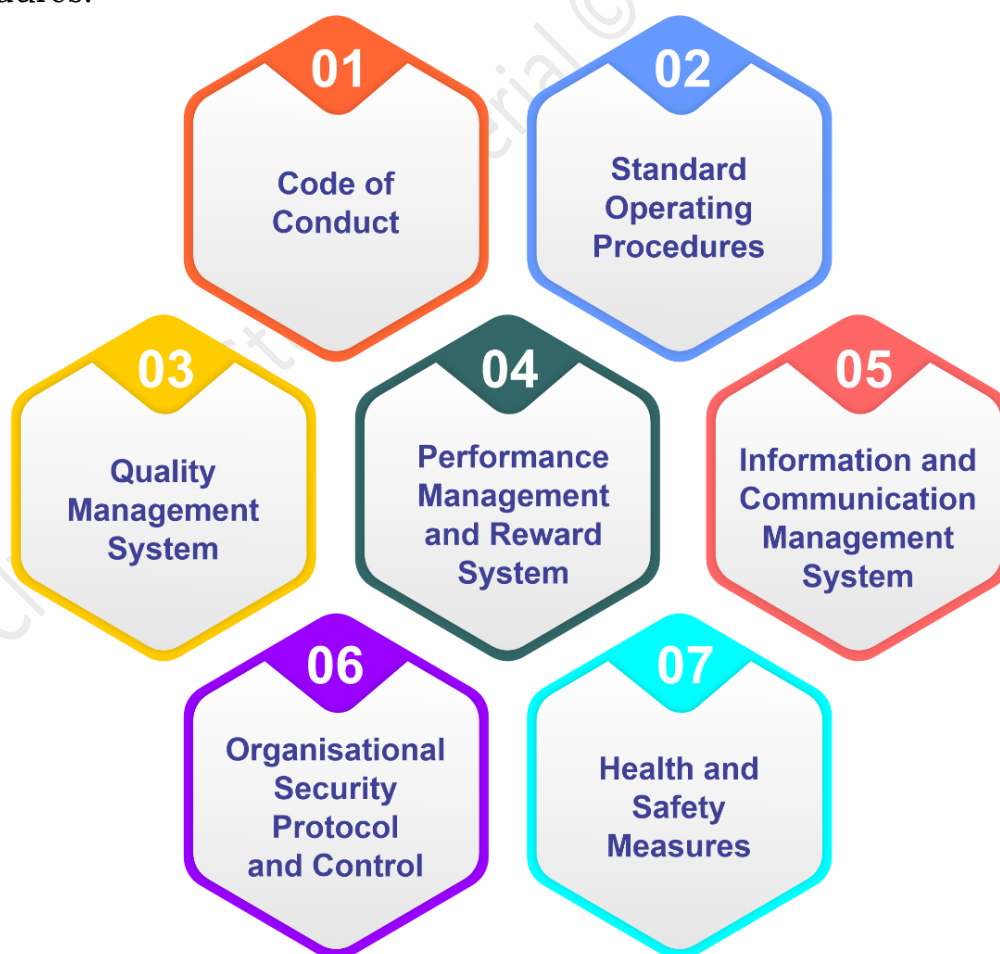 01
Code of
Conduct
02
Standard
Operating
Procedures
03
Quality
Management
System
04
Performance
Management
and Reward
System
05
Information and
Communication
Management
System
06
Organisational
Security
Protocol
and Control
07
Health and
Safety
Measures